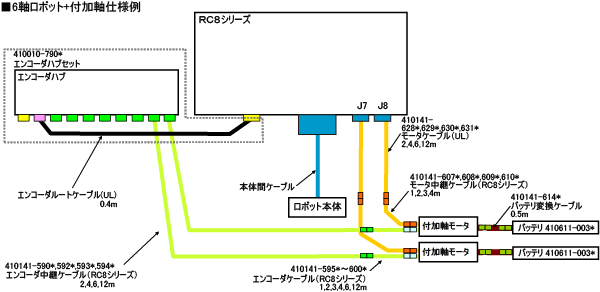 ■6軸ロボット+付加軸仕様例
RC8シリーズ
410010-790*
エンコーダハブセット
エンコーダハブ
J7
J8
410141-
628*,629*,630*,631*
モータケーブル(UL)
2,4,6,12m
エンコーダルートケーブル(UL)
0.4m
本体間ケーブル
410141-607*,608*,609*,610*
モータ中継ケーブル(RC8シリーズ)
1,2,3,4m
410141-614*
バッテリ変換ケーブル
0.5m
ロボット本体
付加軸モータ
バッテリ 410611-003*
付加軸モータ
バッテリ 410611-003*
410141-590*,592*,593*,594*
エンコーダ中継ケーブル(RC8シリーズ)
2,4,6,12m
410141-595*～600*
エンコーダケーブル(RC8シリーズ)
1,2,3,4,6,12m